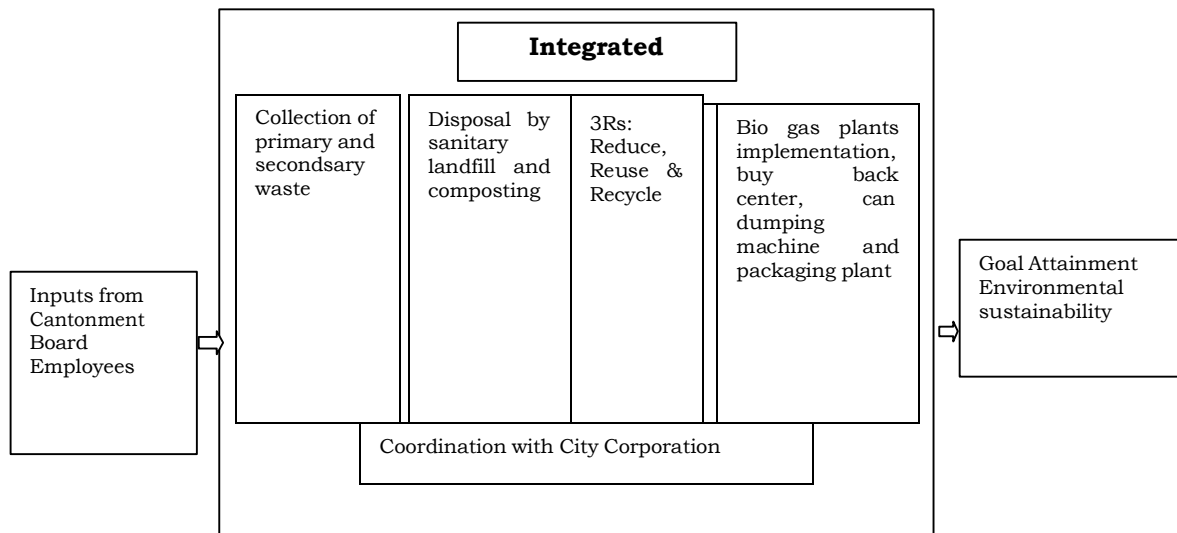 Integrated
Collection of
primary and
secondsary
waste
Disposal by
sanitary
landfill and
composting
3Rs:
Reduce,
Reuse &
Recycle
Bio gas plants
implementation,
buy back
center, can
dumping
machine and
packaging plant
Inputs from
Cantonment
Board
Employees
Goal Attainment
Environmental
sustainability
Coordination with City Corporation